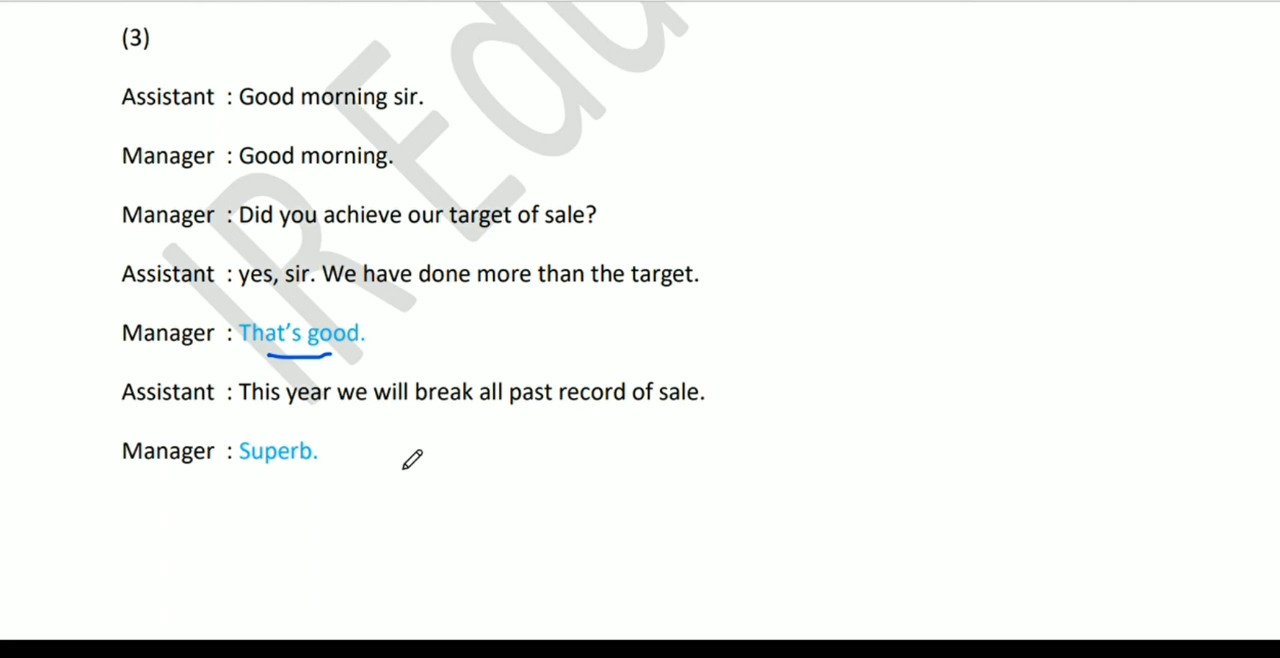 (3)
Assistant : Good morning sir.
Manager : Good morning.
Manager : Did you achieve our target of sale?
Assistant : yes, sir. We have done more than the target.
Manager : That’s good.
Assistant : This year we will break all past record of sale.
Manager : Superb.
IR Edu